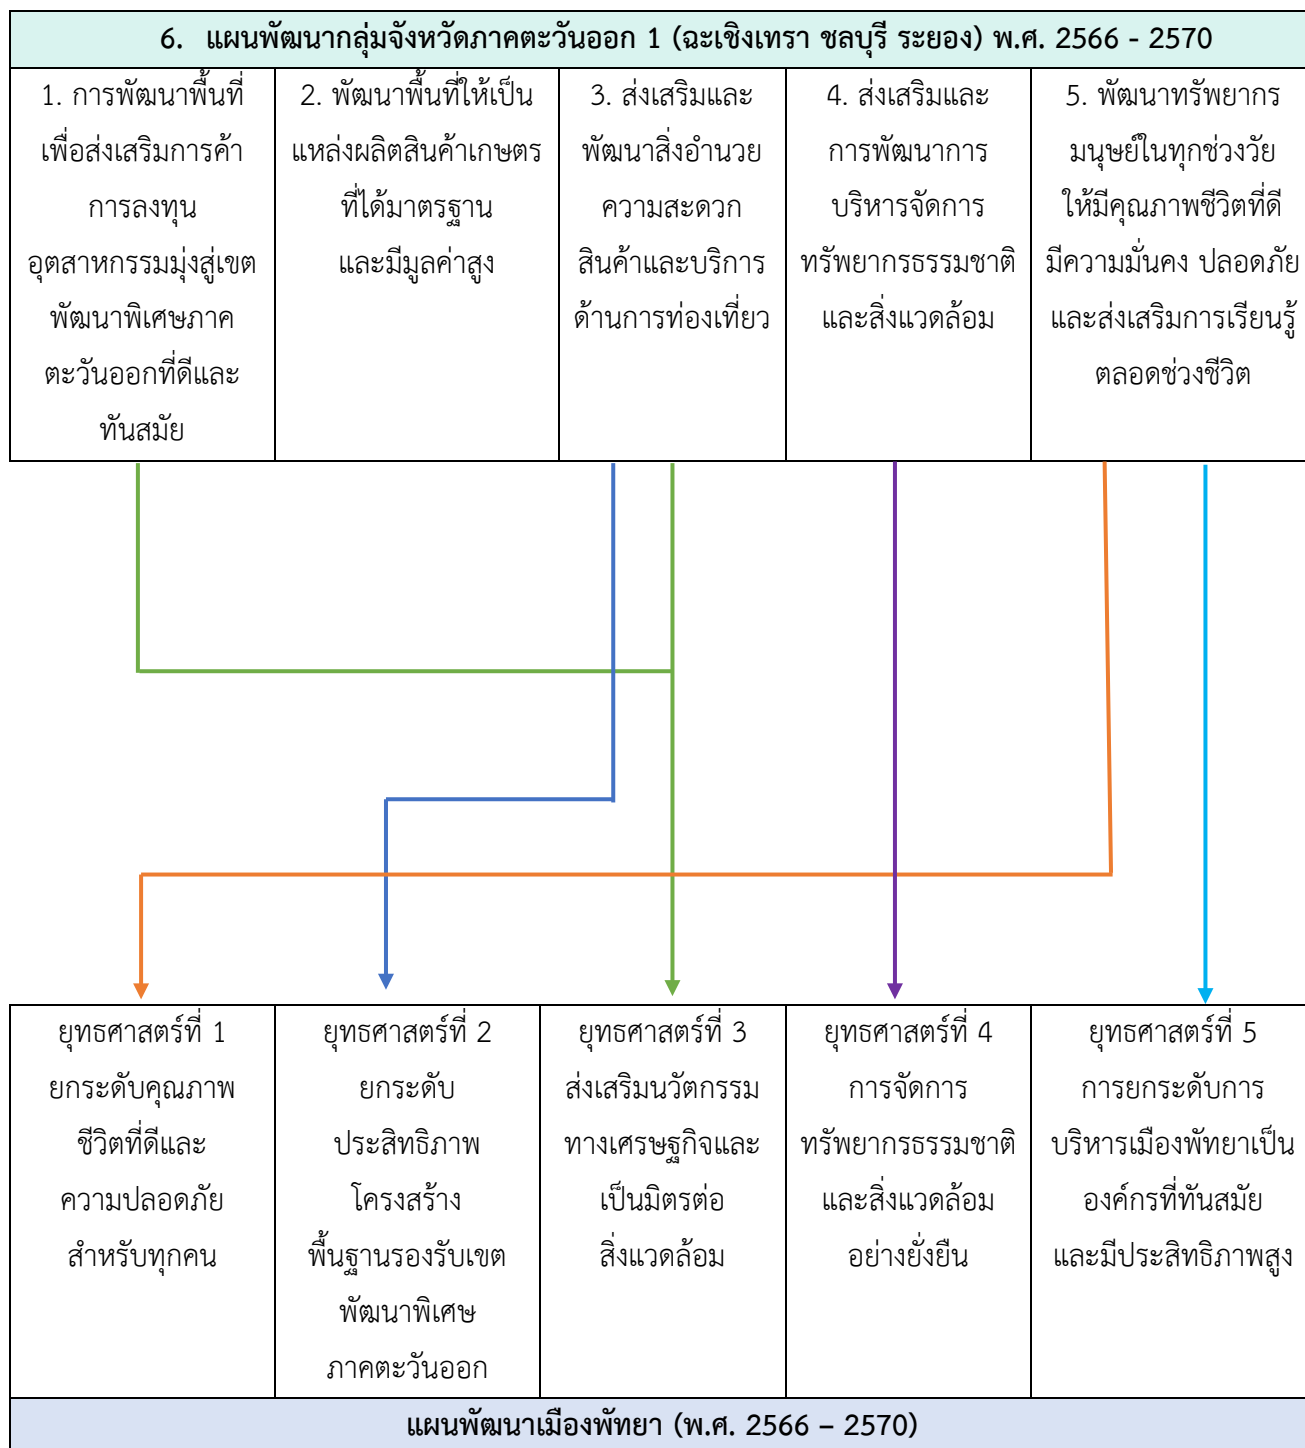 6. แผนพัฒนากลุ่มจังหวัดภาคตะวันออก 1 (ฉะเชิงเทรา ชลบุรี ระยอง) พ.ศ. 2566 - 2570
1. การพัฒนาพื้นที่
เพื่อส่งเสริมการค้า
การลงทุน
อุตสาหกรรมมุ่งสู่เขต
พัฒนาพิเศษภาค
ตะวันออกที่ดีและ
ทันสมัย
2. พัฒนาพื้นที่ให้เป็น
แหล่งผลิตสินค้าเกษตร
ที่ได้มาตรฐาน
และมีมูลค่าสูง
3. ส่งเสริมและ
พัฒนาสิ่งอำนวย
ความสะดวก
สินค้าและบริการ
ด้านการท่องเที่ยว
4. ส่งเสริมและ
การพัฒนาการ
บริหารจัดการ
ทรัพยากรธรรมชาติ
และสิ่งแวดล้อม
5. พัฒนาทรัพยากร
มนุษย์ในทุกช่วงวัย
ให้มีคุณภาพชีวิตที่ดี
มีความมั่นคง ปลอดภัย
และส่งเสริมการเรียนรู้
ตลอดช่วงชีวิต
ยุทธศาสตร์ที่ 1
ยกระดับคุณภาพ
ชีวิตที่ดีและ
ความปลอดภัย
สำหรับทุกคน
ยุทธศาสตร์ที่ 2
ยกระดับ
ประสิทธิภาพ
โครงสร้าง
พื้นฐานรองรับเขต
พัฒนาพิเศษ
ภาคตะวันออก
ยุทธศาสตร์ที่ 3
ส่งเสริมนวัตกรรม
ทางเศรษฐกิจและ
เป็นมิตรต่อ
สิ่งแวดล้อม
ยุทธศาสตร์ที่ 4
การจัดการ
ทรัพยากรธรรมชาติ
และสิ่งแวดล้อม
อย่างยั่งยืน
ยุทธศาสตร์ที่ 5
การยกระดับการ
บริหารเมืองพัทยาเป็น
องค์กรที่ทันสมัย
และมีประสิทธิภาพสูง
แผนพัฒนาเมืองพัทยา (พ.ศ. 2566 – 2570)